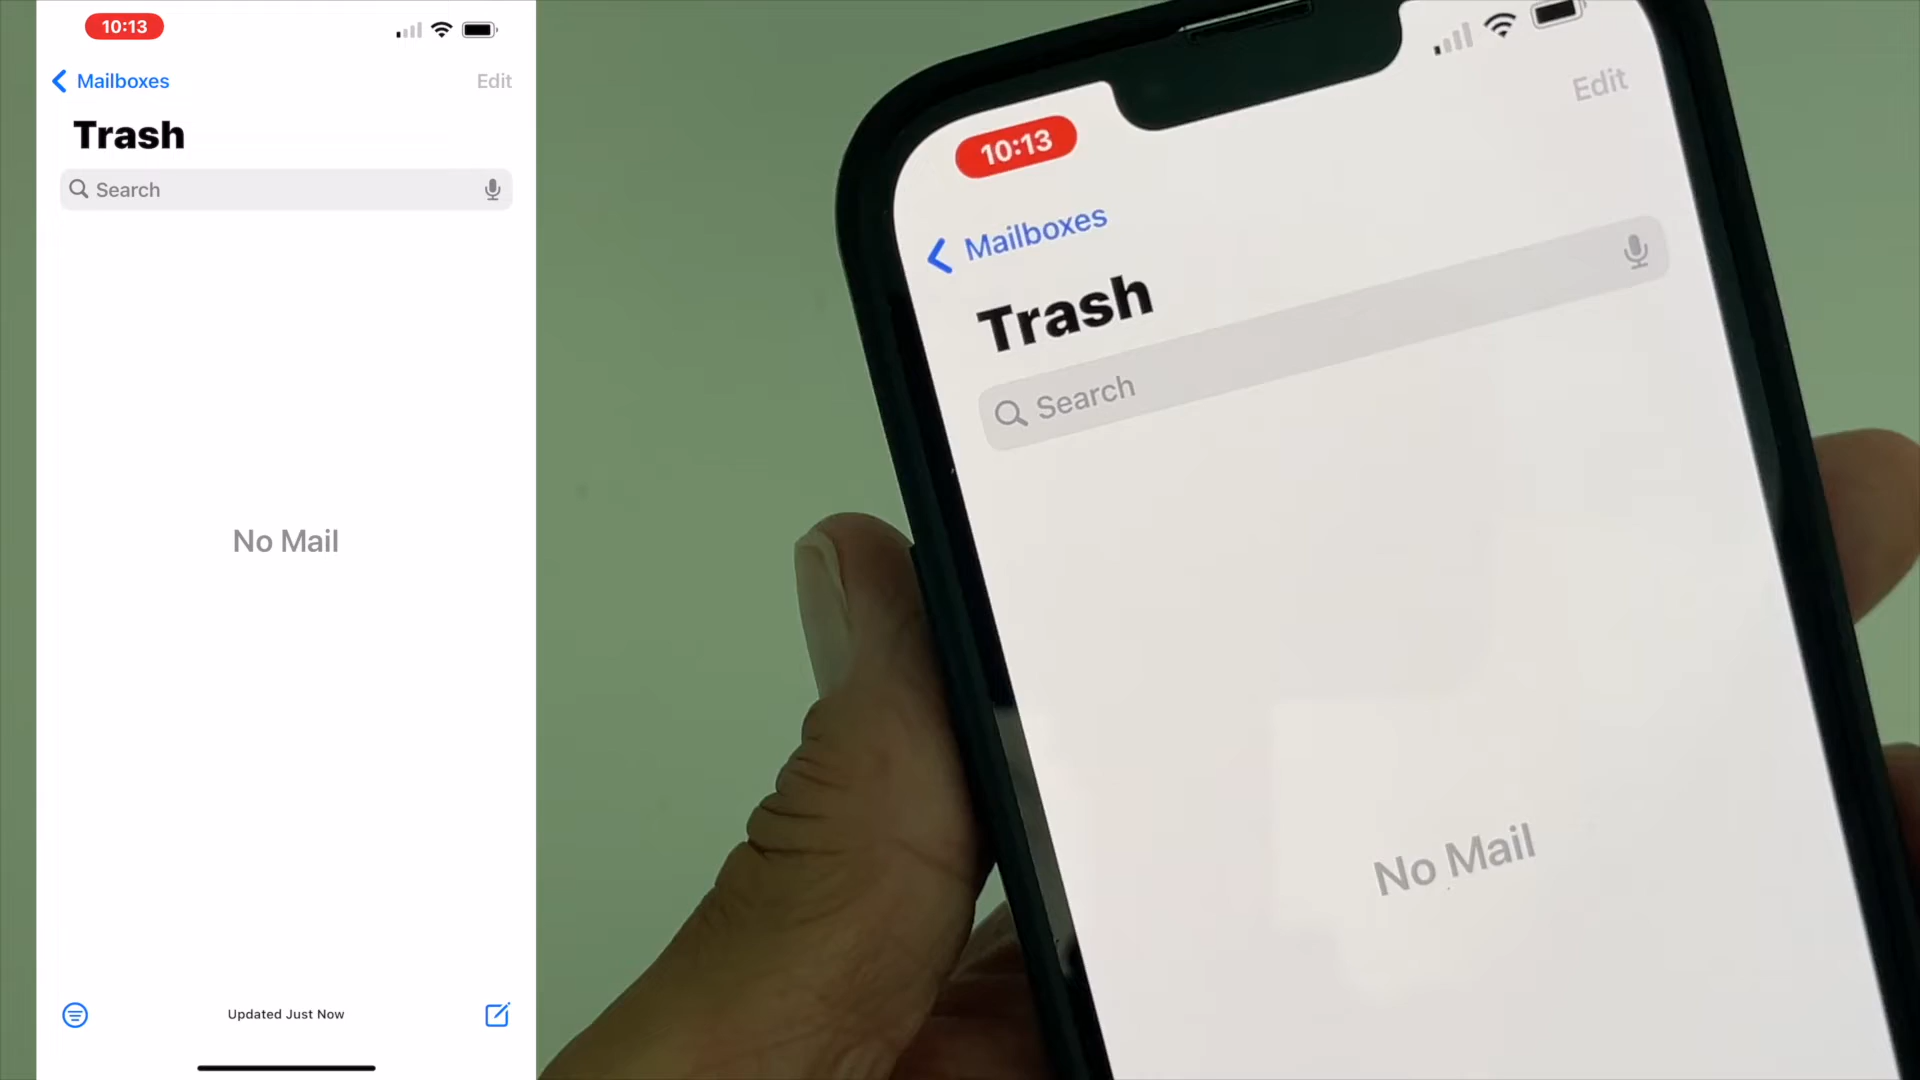 10:13
Mailboxes
Edit
Trash
Search
No Mail
Updated Just Now
10:13
Edit
Mailboxes
Trash
Search
No Mail